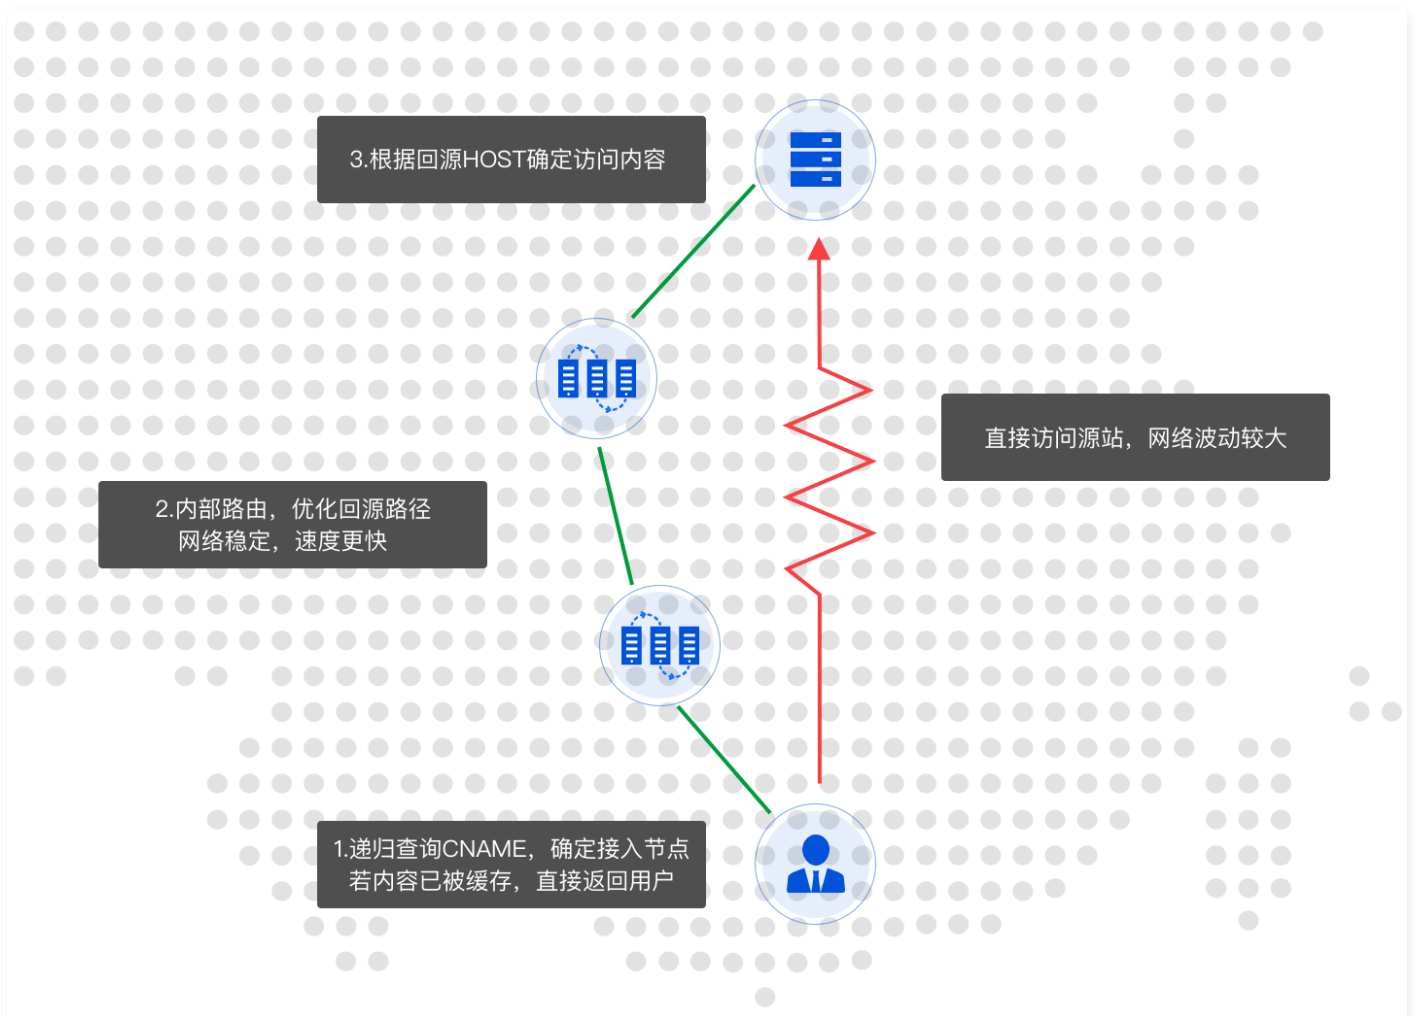 3.根据回源HOST确定访问内容
直接访问源站，网络波动较大
2.内部路由，优化回源路径
网络稳定，速度更快
1.递归查询CNAME，确定接入节点
若内容已被缓存，直接返回用户